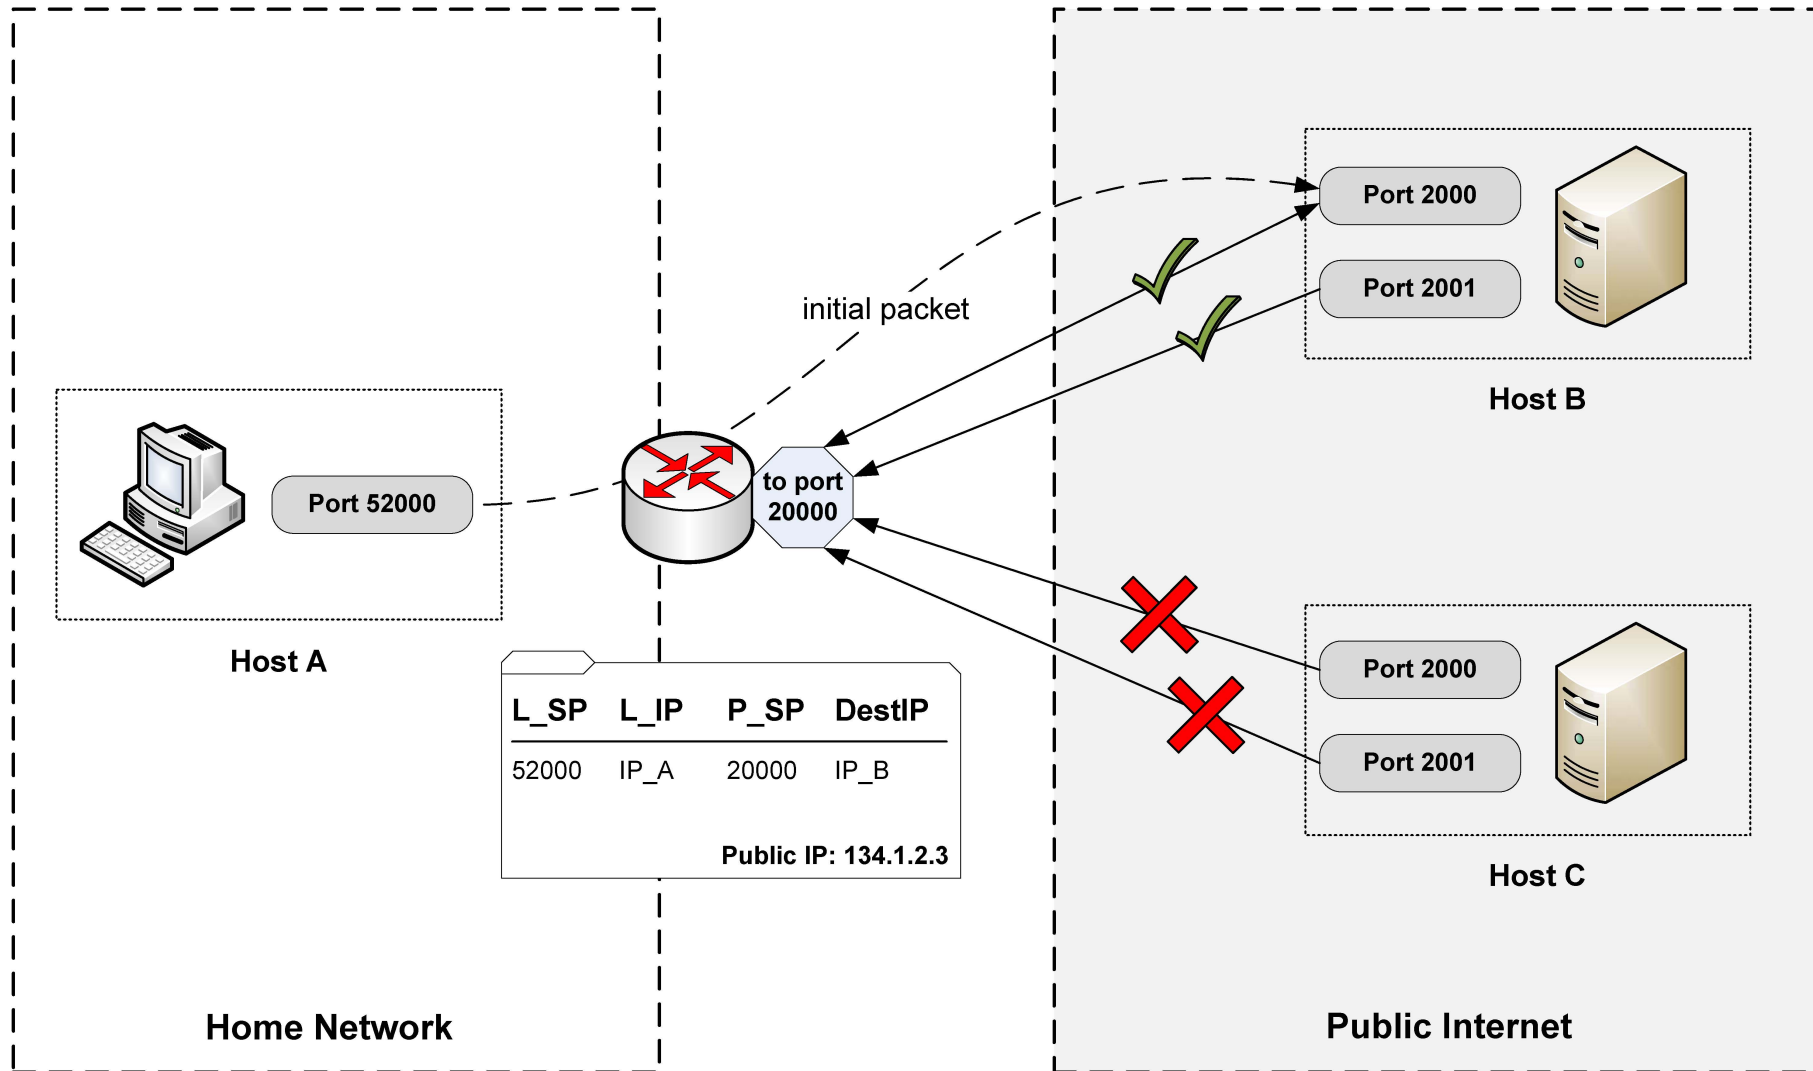 initial packet
Port 2000
Port 2001
Host B
Port 52000
Host A
to port
20000
Port 2000
Port 2001
Host C
L_SP L_IP P_SP DestIP
52000 IP_A 20000 IP_B
Public IP: 134.1.2.3
Home Network
Public Internet